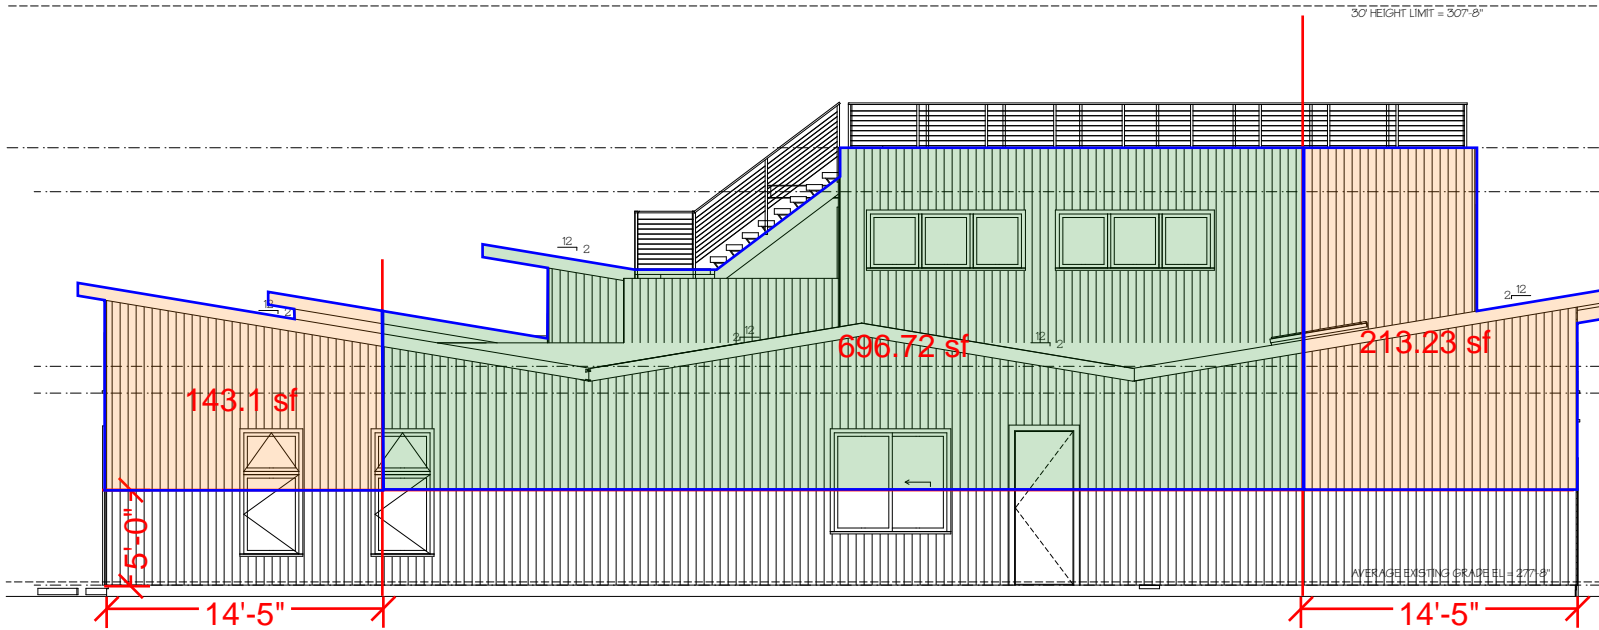 30' HEIGHT LIMIT = 307'-8"
12
2
12
2
12
2
12
2
12
2
696.72 sf
213.23 sf
143.1 sf
5'-0"
AVERAGE EXISTING GRADE EL = 277'-8"
14'-5"
14'-5"